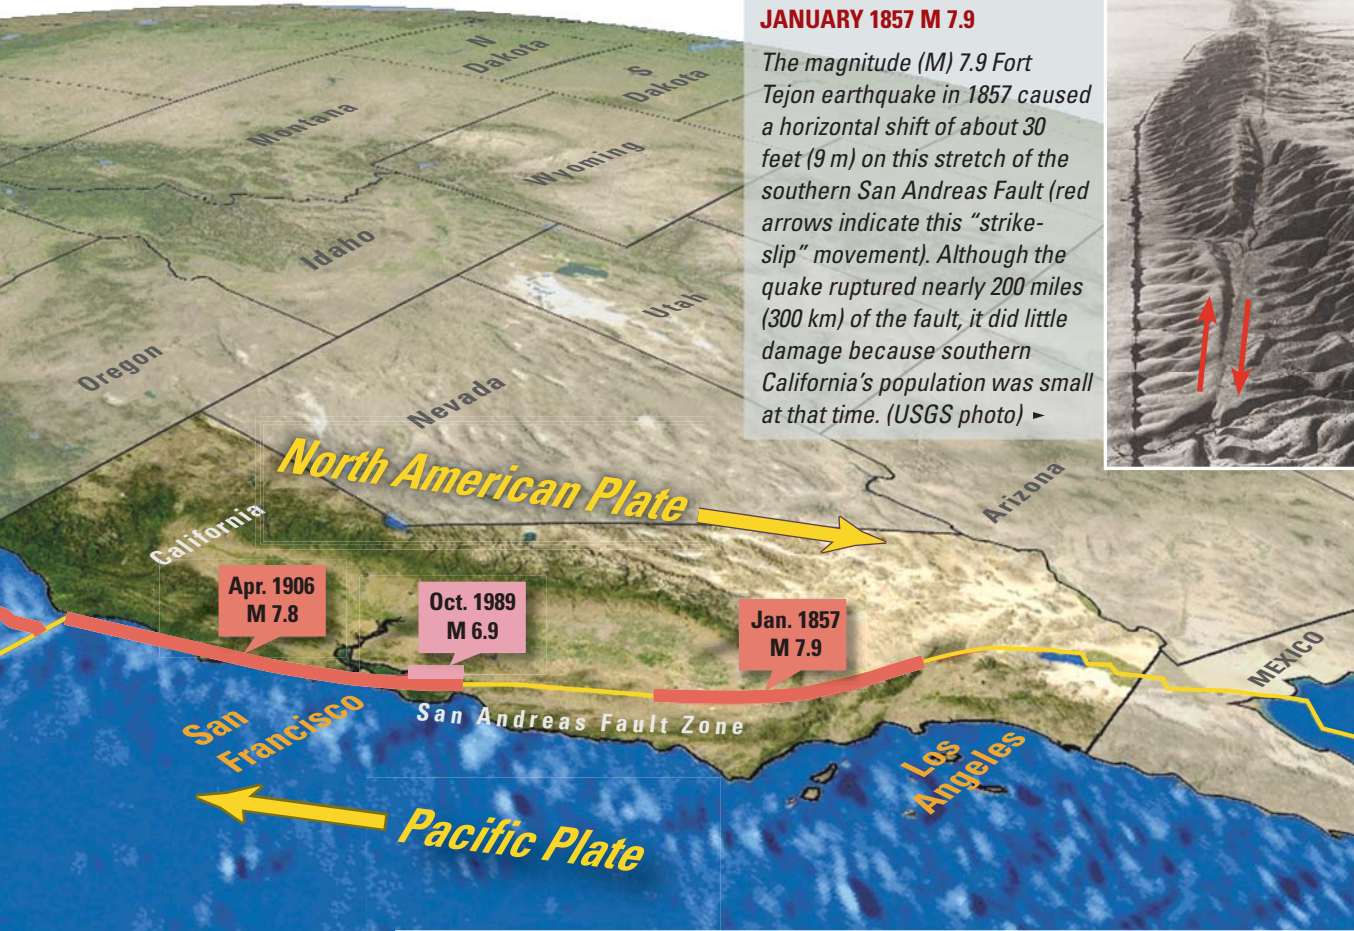 JANUARY 1857 M 7.9
The magnitude (M) 7.9 Fort
Tejon earthquake in 1857 caused
a horizontal shift of about 30
feet (9 m) on this stretch of the
southern San Andreas Fault (red
arrows indicate this “strike-
slip” movement). Although the
quake ruptured nearly 200 miles
(300 km) of the fault, it did little
damage because southern
California’s population was small
at that time. (USGS photo) ►
N
Dakota
S
Dakota
Montana
Wyoming
Idaho
Utah
Oregon
Nevada
Arizona
North American Plate
California
Apr. 1906
M 7.8
Oct. 1989
M 6.9
Jan. 1857
M 7.9
MEXICO
San
Francisco
San Andreas Fault Zone
Los
Angeles
Pacific Plate